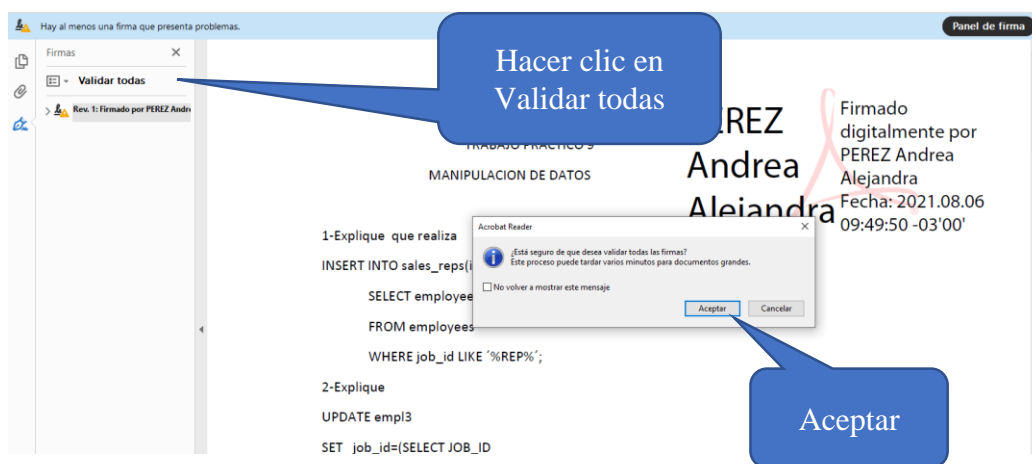 Hay al menos una firma que presenta problemas.
Panel de firma
Firmas
Validar todas
Rev. 1: Firmado por PEREZ Andre
Hacer clic en
Validar todas
TRABAJO PRACTICO 9
MANIPULACION DE DATOS
Andrea
Alejandra
Firmado
digitalmente por
PEREZ Andrea
Alejandra
Fecha: 2021.08.06
09:49:50 -03'00'
1-Explique que realiza
INSERT INTO sales_reps(i
SELECT employee
FROM employees
WHERE job_id LIKE ´%REP%´;
2-Explique
UPDATE empl3
SET job_id=(SELECT JOB_ID
Acrobat Reader
¿Está seguro de que desea validar todas las firmas?
Este proceso puede tardar varios minutos para documentos grandes.
No volver a mostrar este mensaje
Aceptar
Cancelar
Aceptar